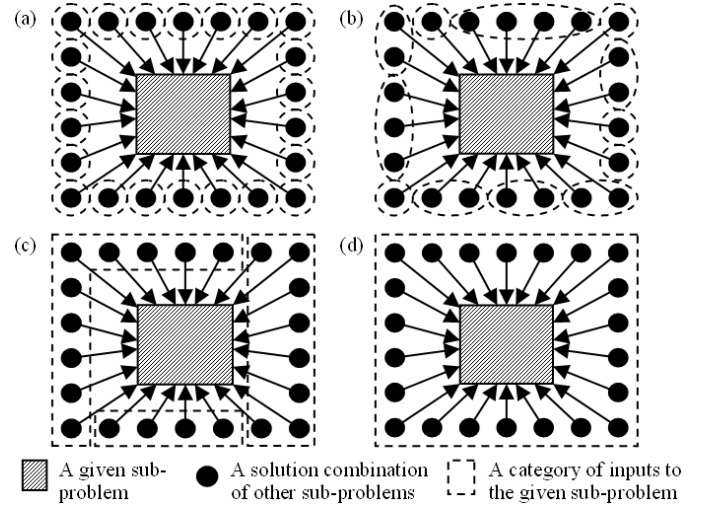 (a)
(b)
(c)
(d)
A given sub-
problem
A solution combination
of other sub-problems
A category of inputs to
the given sub-problem